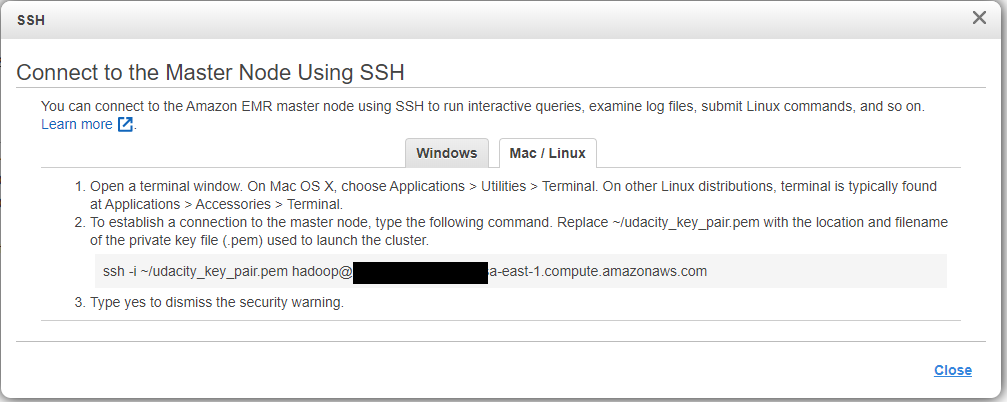 SSH
Connect to the Master Node Using SSH
You can connect to the Amazon EMR master node using SSH to run interactive queries, examine log files, submit Linux commands, and so on.
Learn more.
Windows
Mac / Linux
1. Open a terminal window. On Mac OS X, choose Applications > Utilities > Terminal. On other Linux distributions, terminal is typically found
at Applications > Accessories > Terminal.
2. To establish a connection to the master node, type the following command. Replace ~/udacity_key_pair.pem with the location and filename
of the private key file (.pem) used to launch the cluster.
ssh -i ~/udacity_key_pair.pem hadoop@ a-east-1.compute.amazonaws.com
3. Type yes to dismiss the security warning.
Close